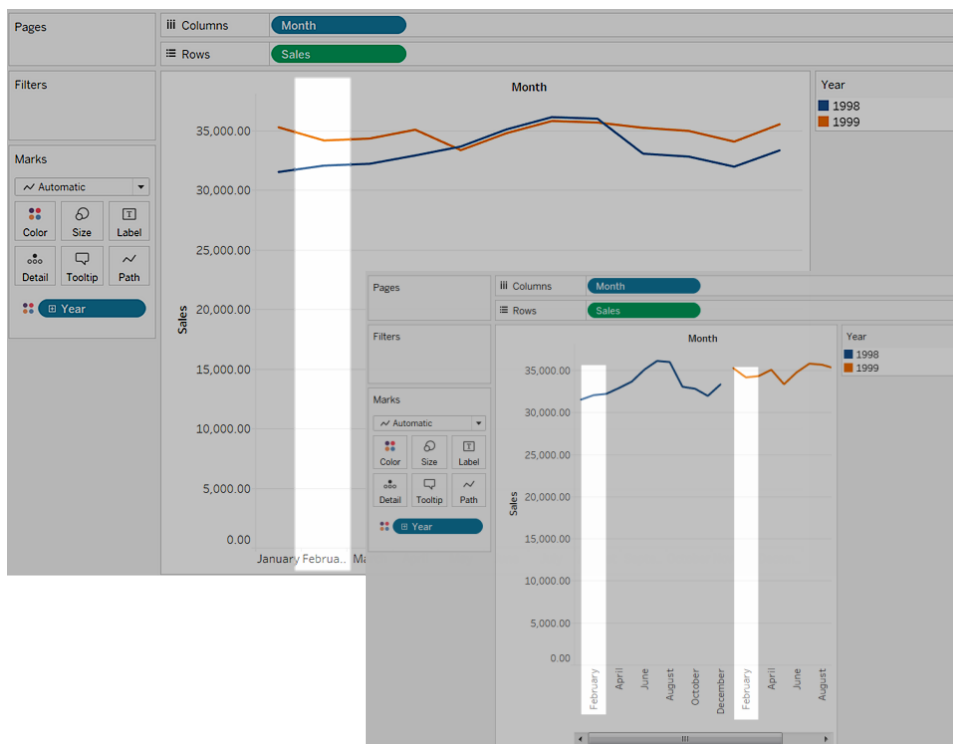 Pages
Columns
Month
Rows
Sales
Filters
Month
Year
1998
1999
Marks
Automatic
Color
Size
Label
Detail
Tooltip
Path
Year
35,000.00
30,000.00
25,000.00
20,000.00
15,000.00
10,000.00
5,000.00
0.00
Sales
January Februa.. Ma
Pages
Columns
Month
Rows
Sales
Filters
Month
Year
1998
1999
Marks
Automatic
Color
Size
Label
Detail
Tooltip
Path
Year
35,000.00
30,000.00
25,000.00
20,000.00
15,000.00
10,000.00
5,000.00
0.00
Sales
February
April
June
August
October
December
February
April
June
August